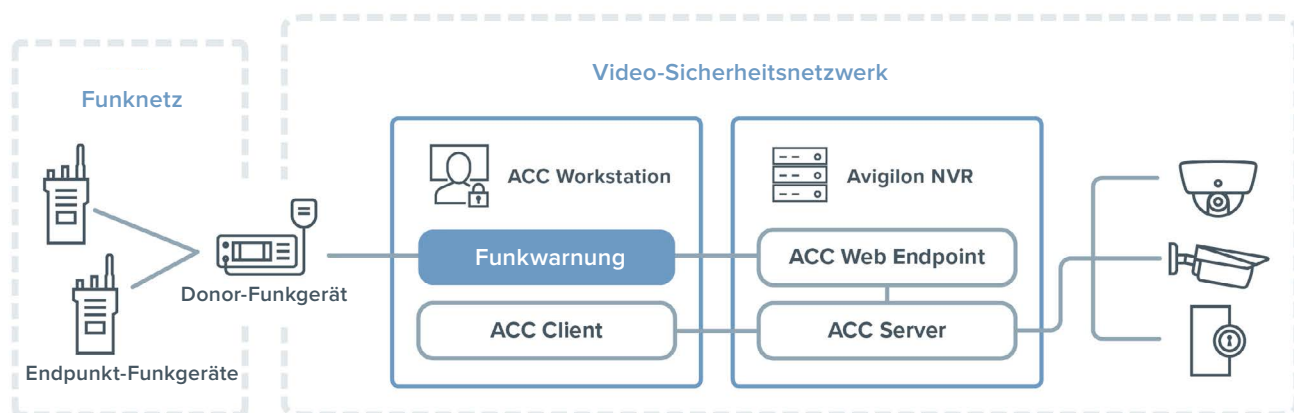 Video-Sicherheitsnetzwerk
Funknetz
ACC Workstation
Avigilon NVR
Funkwarnung
ACC Web Endpoint
Donor-Funkgerät
ACC Client
ACC Server
Endpunkt-Funkgeräte